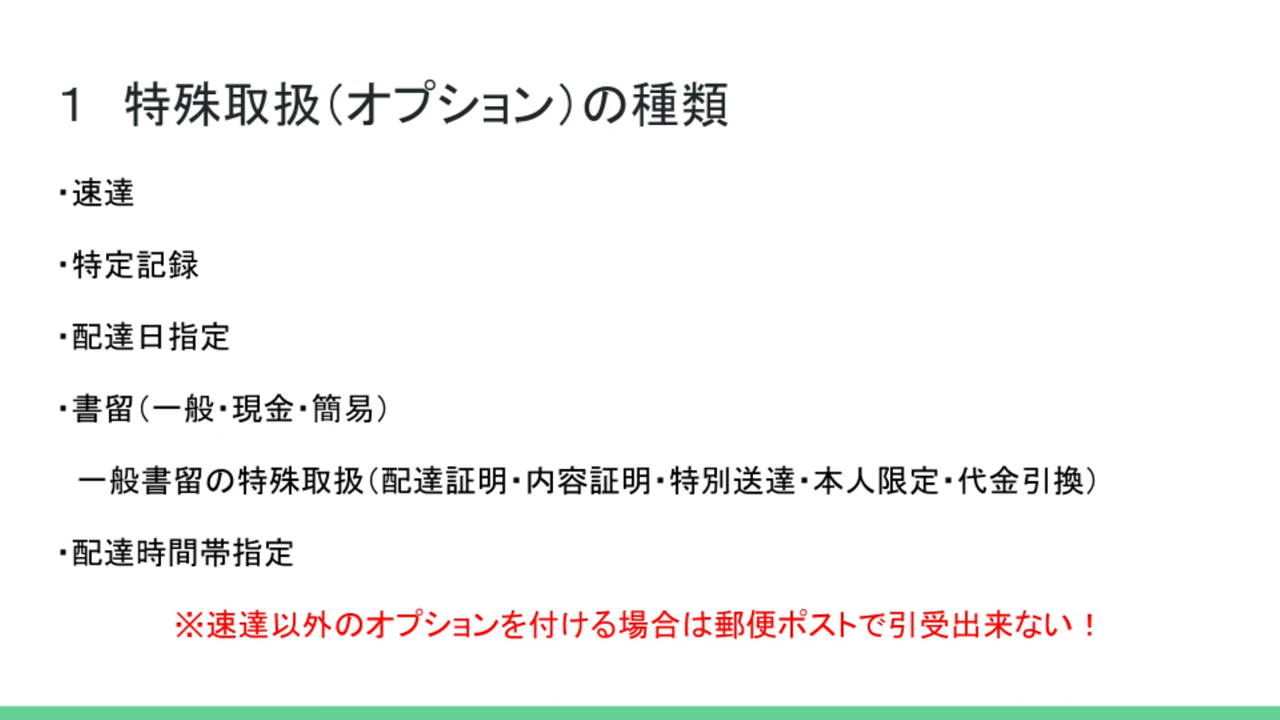 1　特殊取扱（オプション）の種類
・速達
・特定記録
・配達日指定
・書留（一般・現金・簡易）
一般書留の特殊取扱（配達証明・内容証明・特別送達・本人限定・代金引換）
・配達時間帯指定
※速達以外のオプションを付ける場合は郵便ポストで引受出来ない！